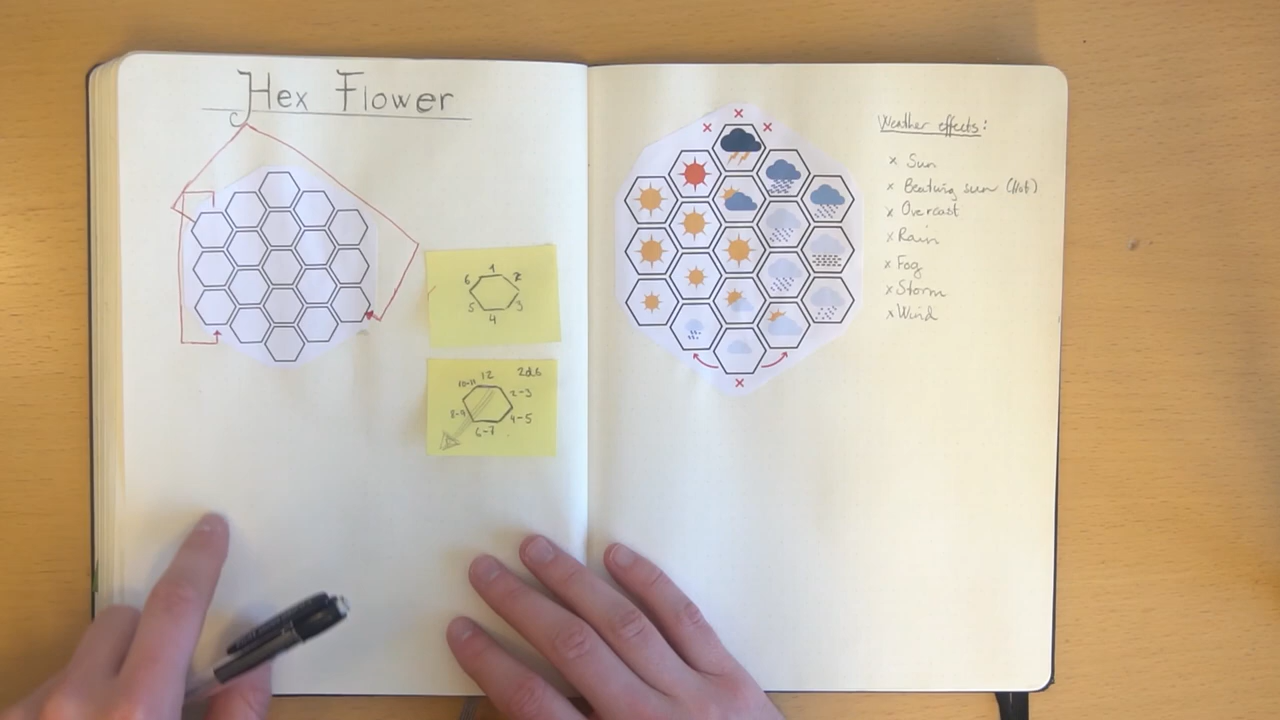 Hex Flower
1
6 2
5 3
4
12 2d6
10-11 2-3
8-9 4-5
6-7
x x x
x
Weather effects:
x Sun
x Beating sun (Hot)
x Overcast
x Rain
x Fog
x Storm
x Wind